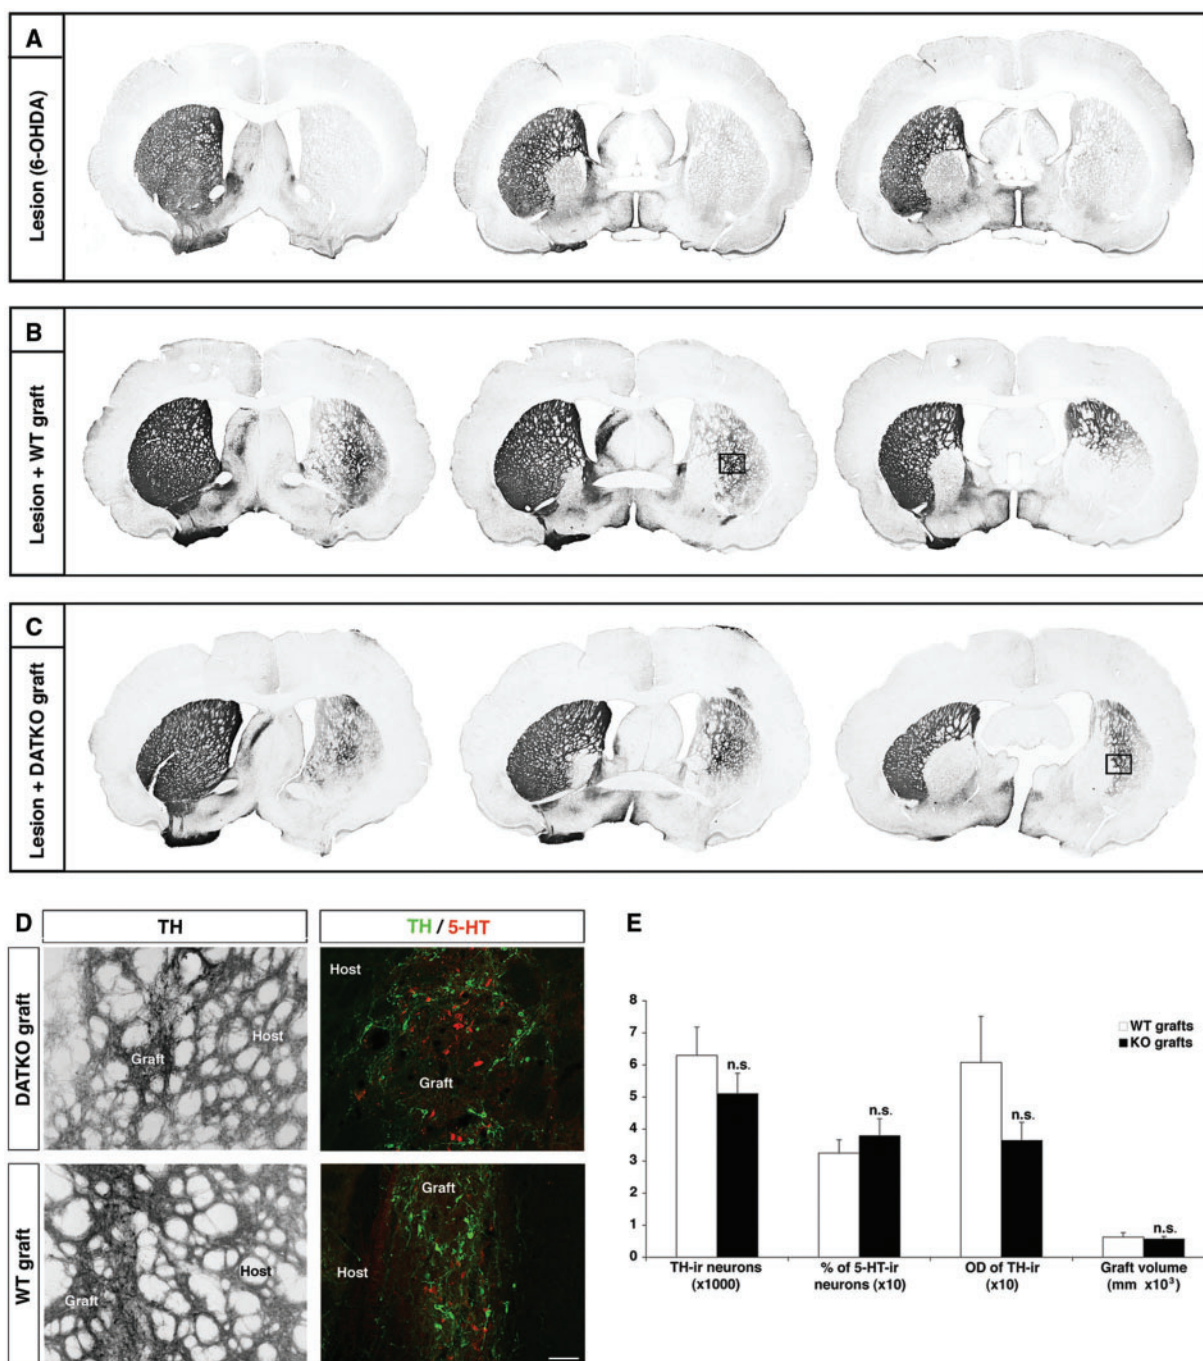 A
Lesion (6-OHDA)
B
Lesion + WT graft
C
Lesion + DATKO graft
D
TH
TH / 5-HT
DATKO graft
Graft
Host
Host
Graft
WT graft
Graft
Host
Graft
Host
E
8
7
6
5
4
3
2
1
0
WT grafts
KO grafts
n.s.
n.s.
n.s.
n.s.
TH-ir neurons
(x1000)
% of 5-HT-ir
neurons (x10)
OD of TH-ir
(x10)
Graft volume
(mm x10³)